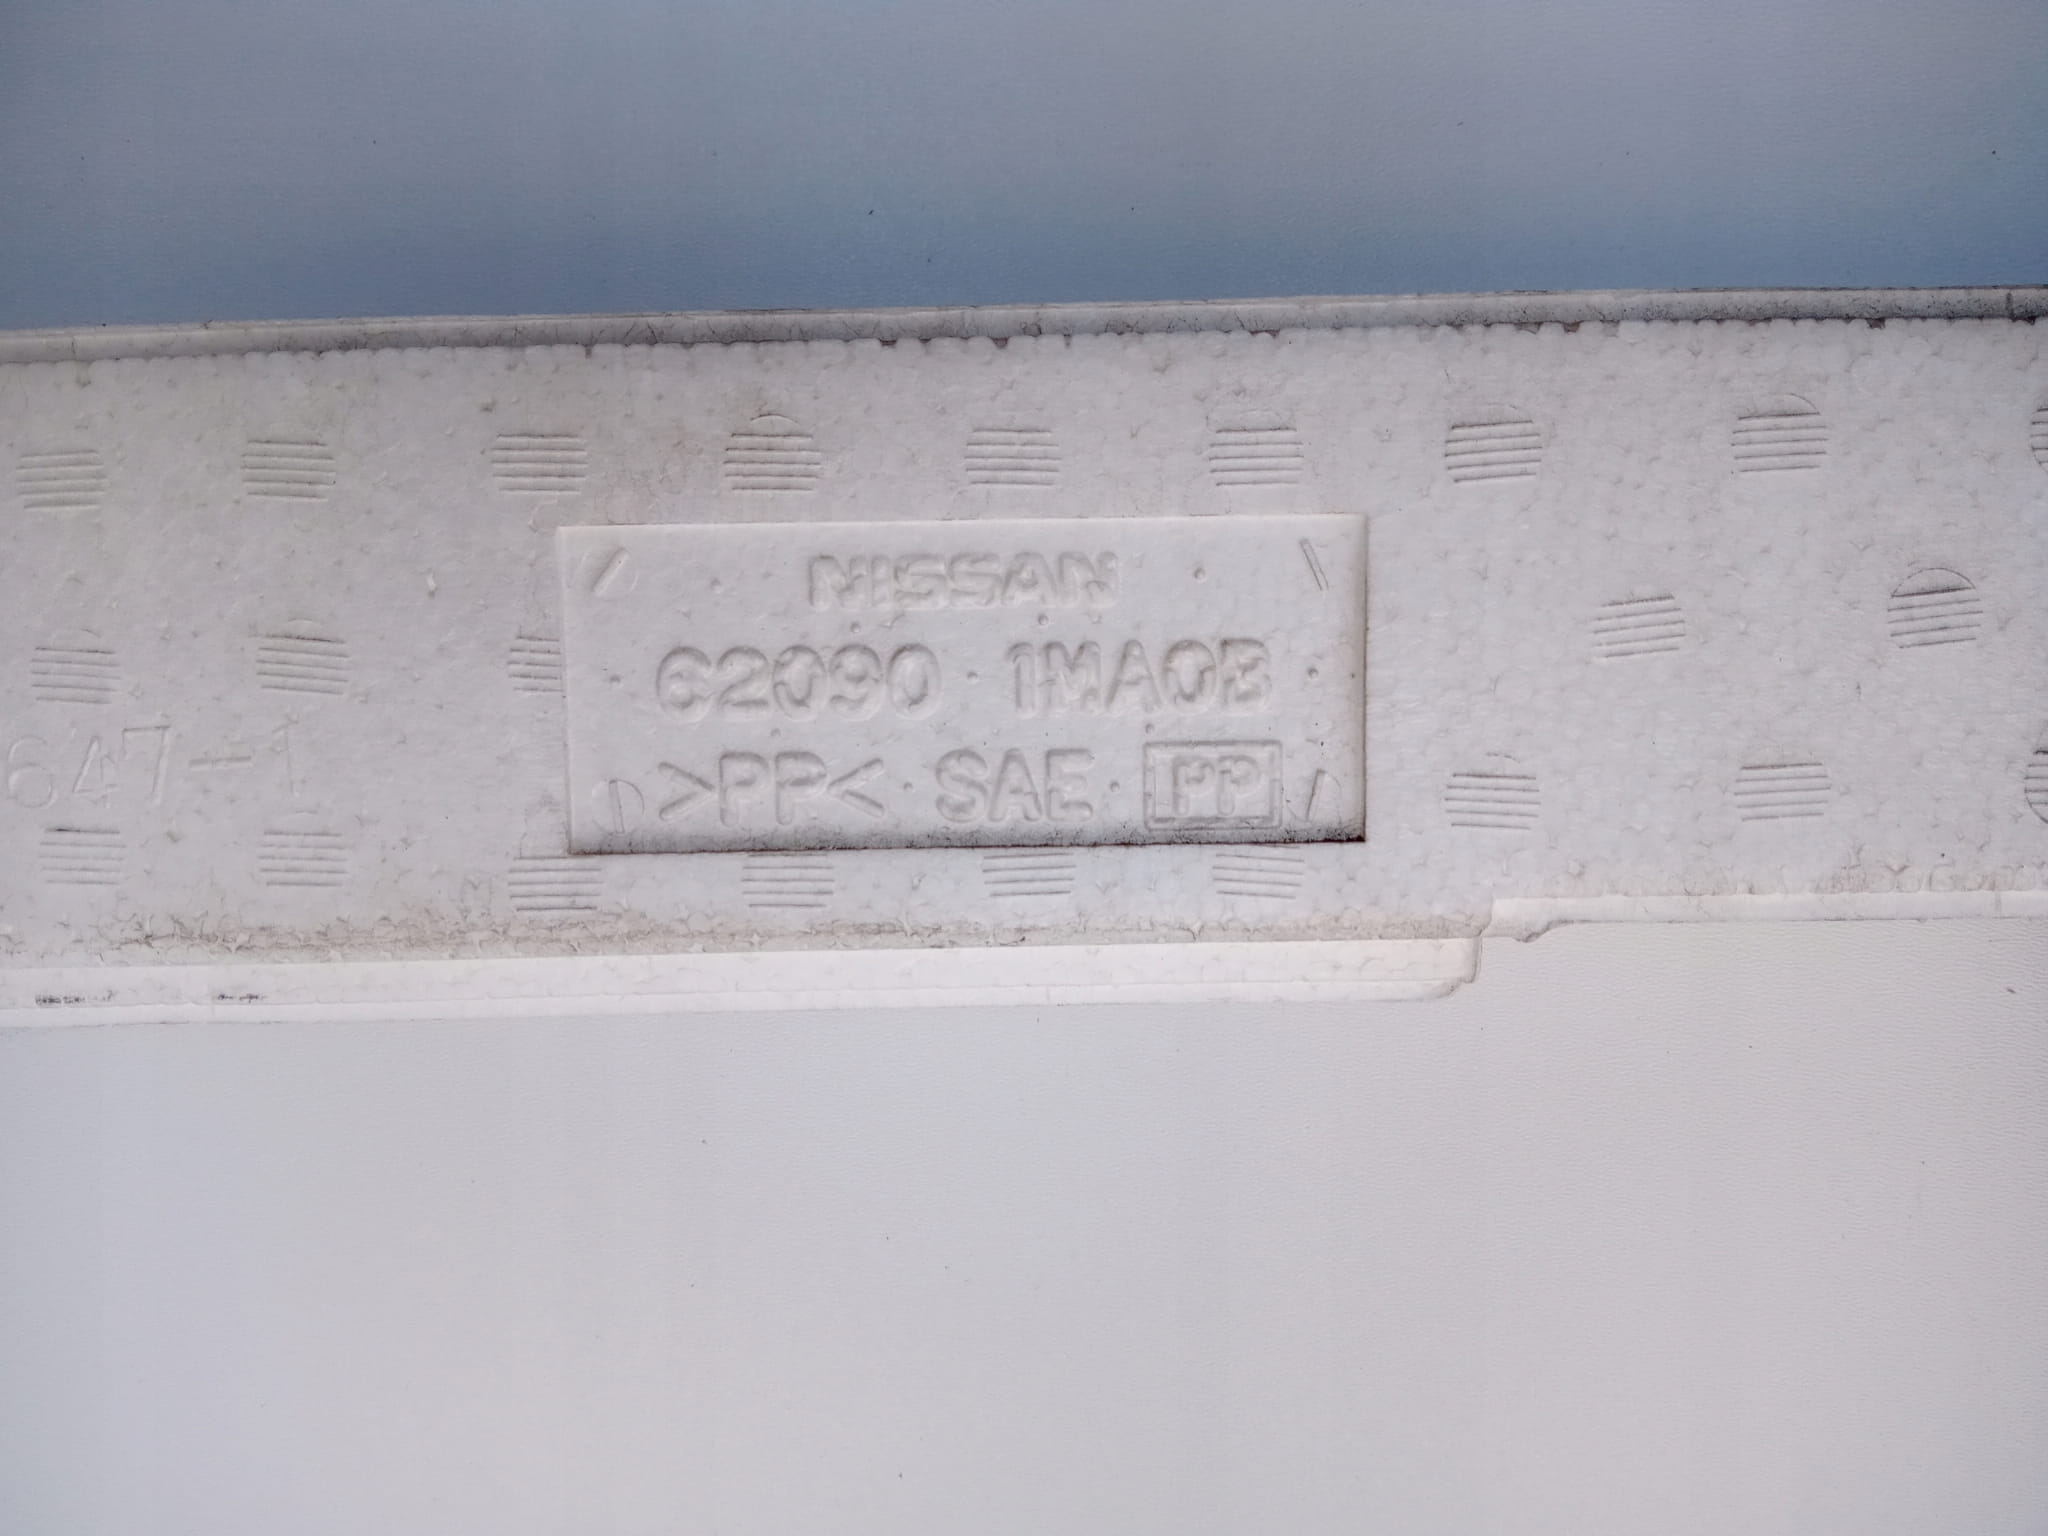 NISSAN
62090 · 1MA0B
>PP< · SAE · PP
647-1